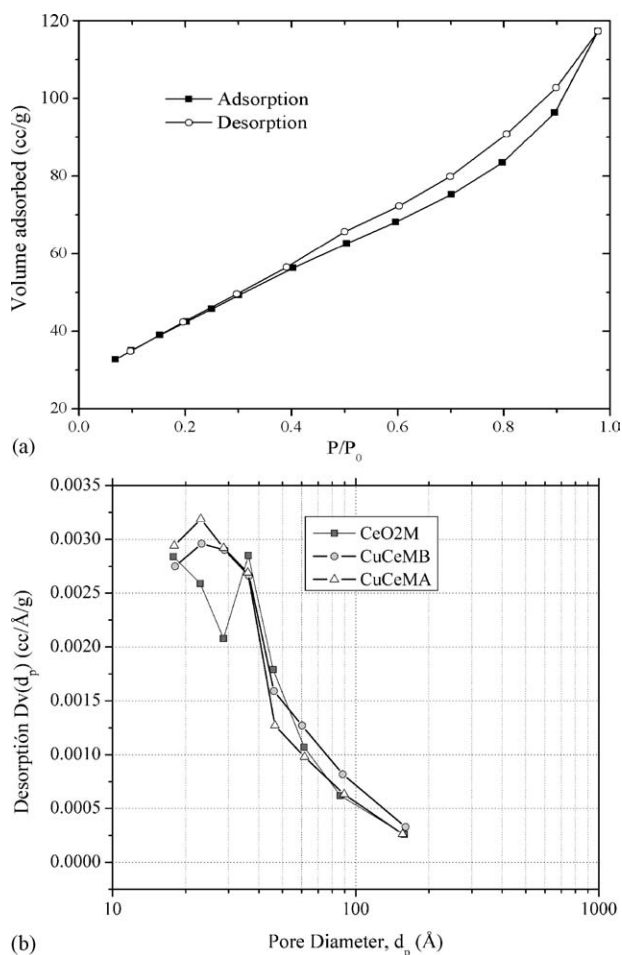 120
100
80
60
40
20
Volume adsorbed (cc/g)
Adsorption
Desorption
0.0 0.2 0.4 0.6 0.8 1.0
P/P0
(a)
0.0035
0.0030
0.0025
0.0020
0.0015
0.0010
0.0005
0.0000
Desorptión Dv(dp) (cc/Å/g)
CeO2M
CuCeMB
CuCeMA
10 100 1000
Pore Diameter, dp (Å)
(b)